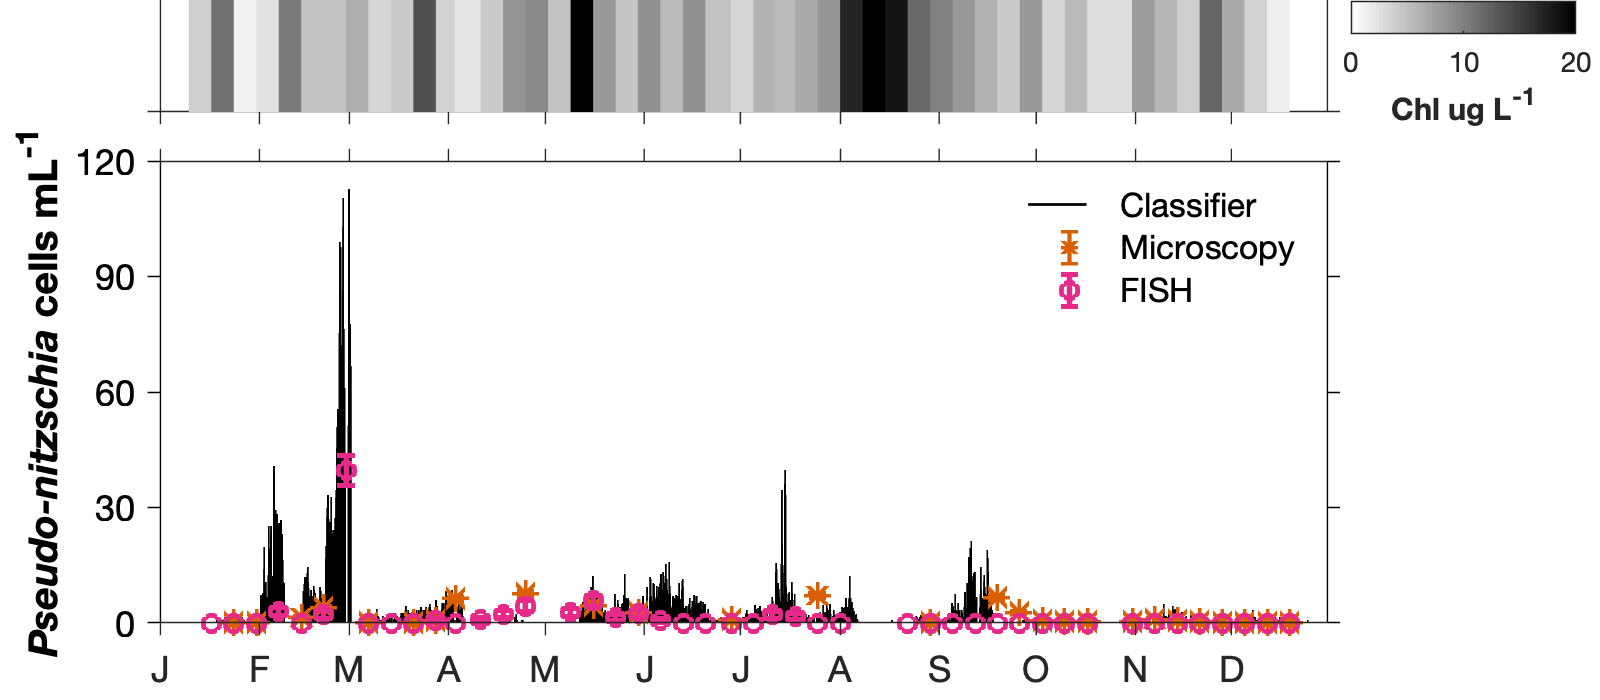 0 10 20
Chl ug L-1
Pseudo-nitzschia cells mL-1
120
90
60
30
0
Classifier
Microscopy
FISH
J F M A M J J A S O N D